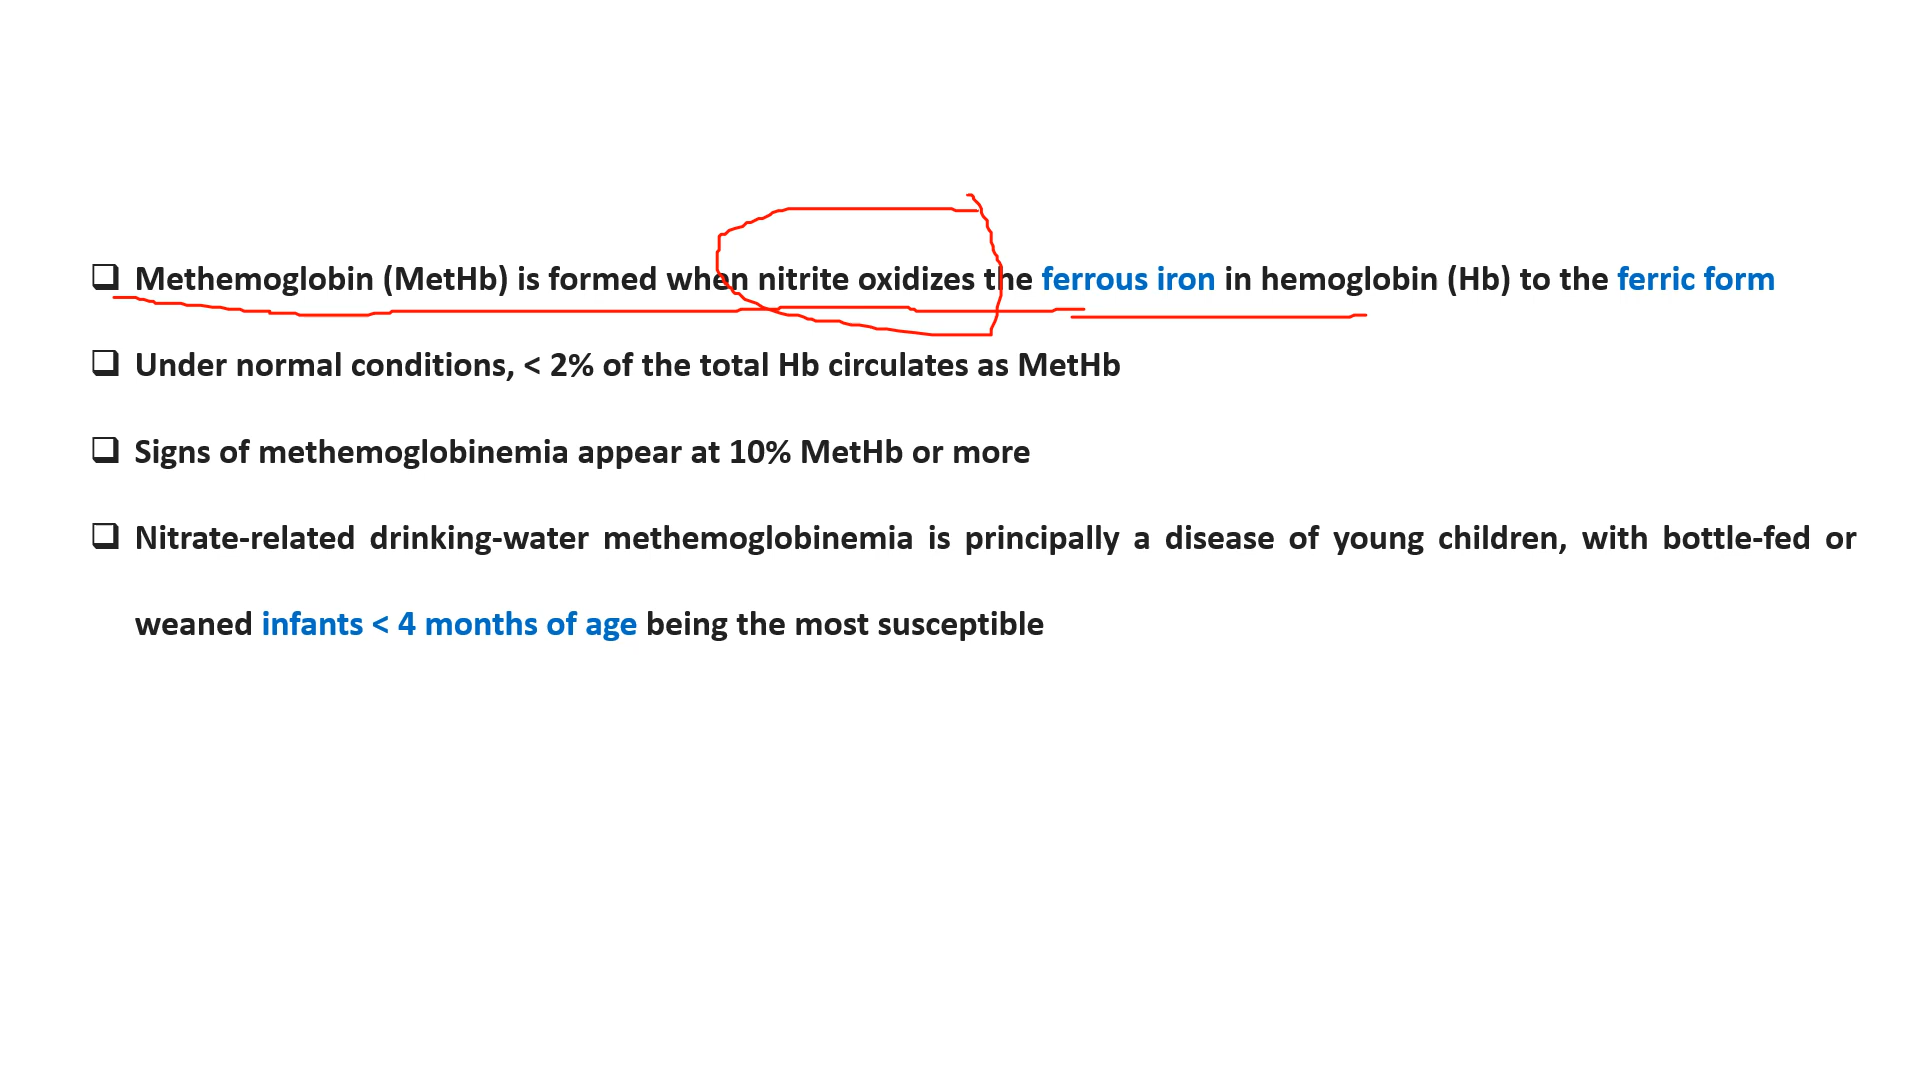 ❑ Methemoglobin (MetHb) is formed when nitrite oxidizes the ferrous iron in hemoglobin (Hb) to the ferric form
❑ Under normal conditions, < 2% of the total Hb circulates as MetHb
❑ Signs of methemoglobinemia appear at 10% MetHb or more
❑ Nitrate-related drinking-water methemoglobinemia is principally a disease of young children, with bottle-fed or
weaned infants < 4 months of age being the most susceptible